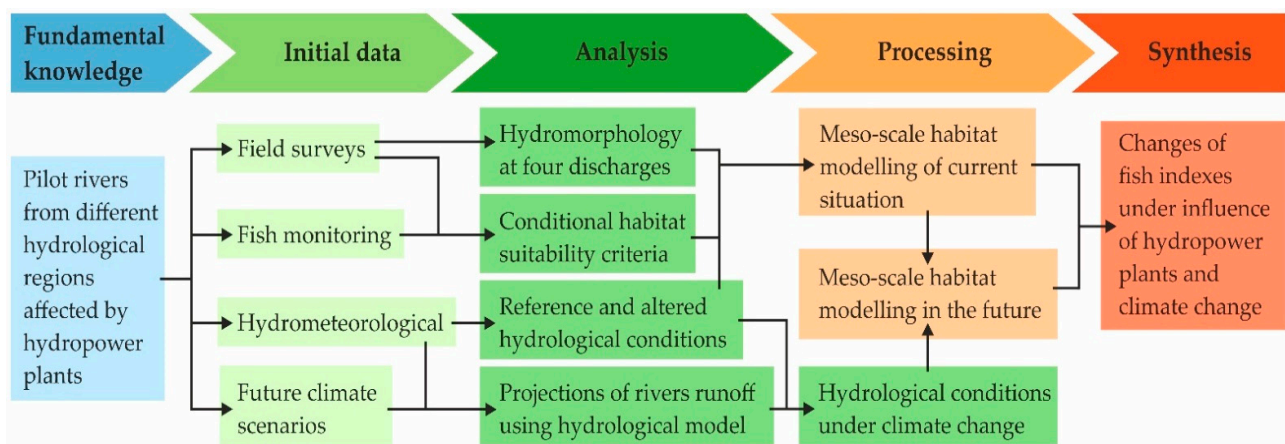 Fundamental
knowledge
Initial data
Analysis
Processing
Synthesis
Pilot rivers
from different
hydrological
regions
affected by
hydropower
plants
Field surveys
Fish monitoring
Hydrometeorological
Future climate
scenarios
Hydromorphology
at four discharges
Conditional habitat
suitability criteria
Reference and altered
hydrological conditions
Projections of rivers runoff
using hydrological model
Meso-scale habitat
modelling of current
situation
Meso-scale habitat
modelling in the future
Hydrological conditions
under climate change
Changes of
fish indexes
under influence
of hydropower
plants and
climate change